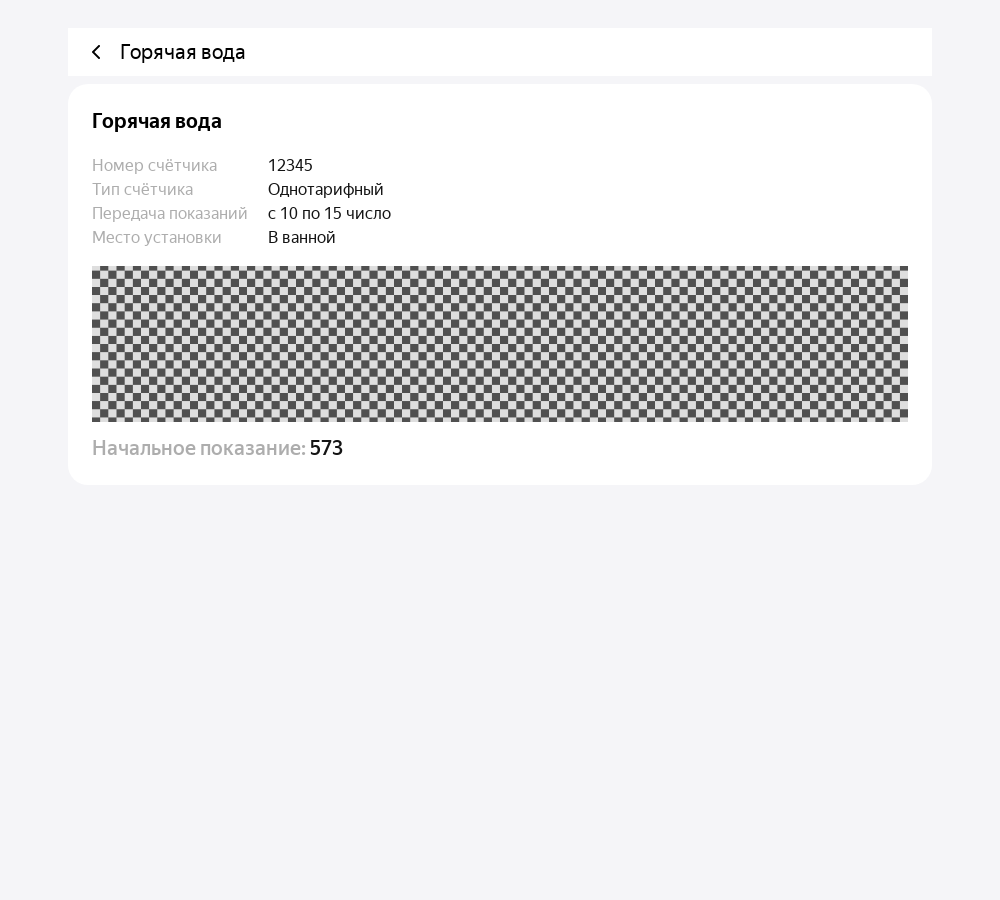 Горячая вода
Горячая вода
Номер счётчика 12345
Тип счётчика Однотарифный
Передача показаний с 10 по 15 число
Место установки В ванной
Начальное показание: 573